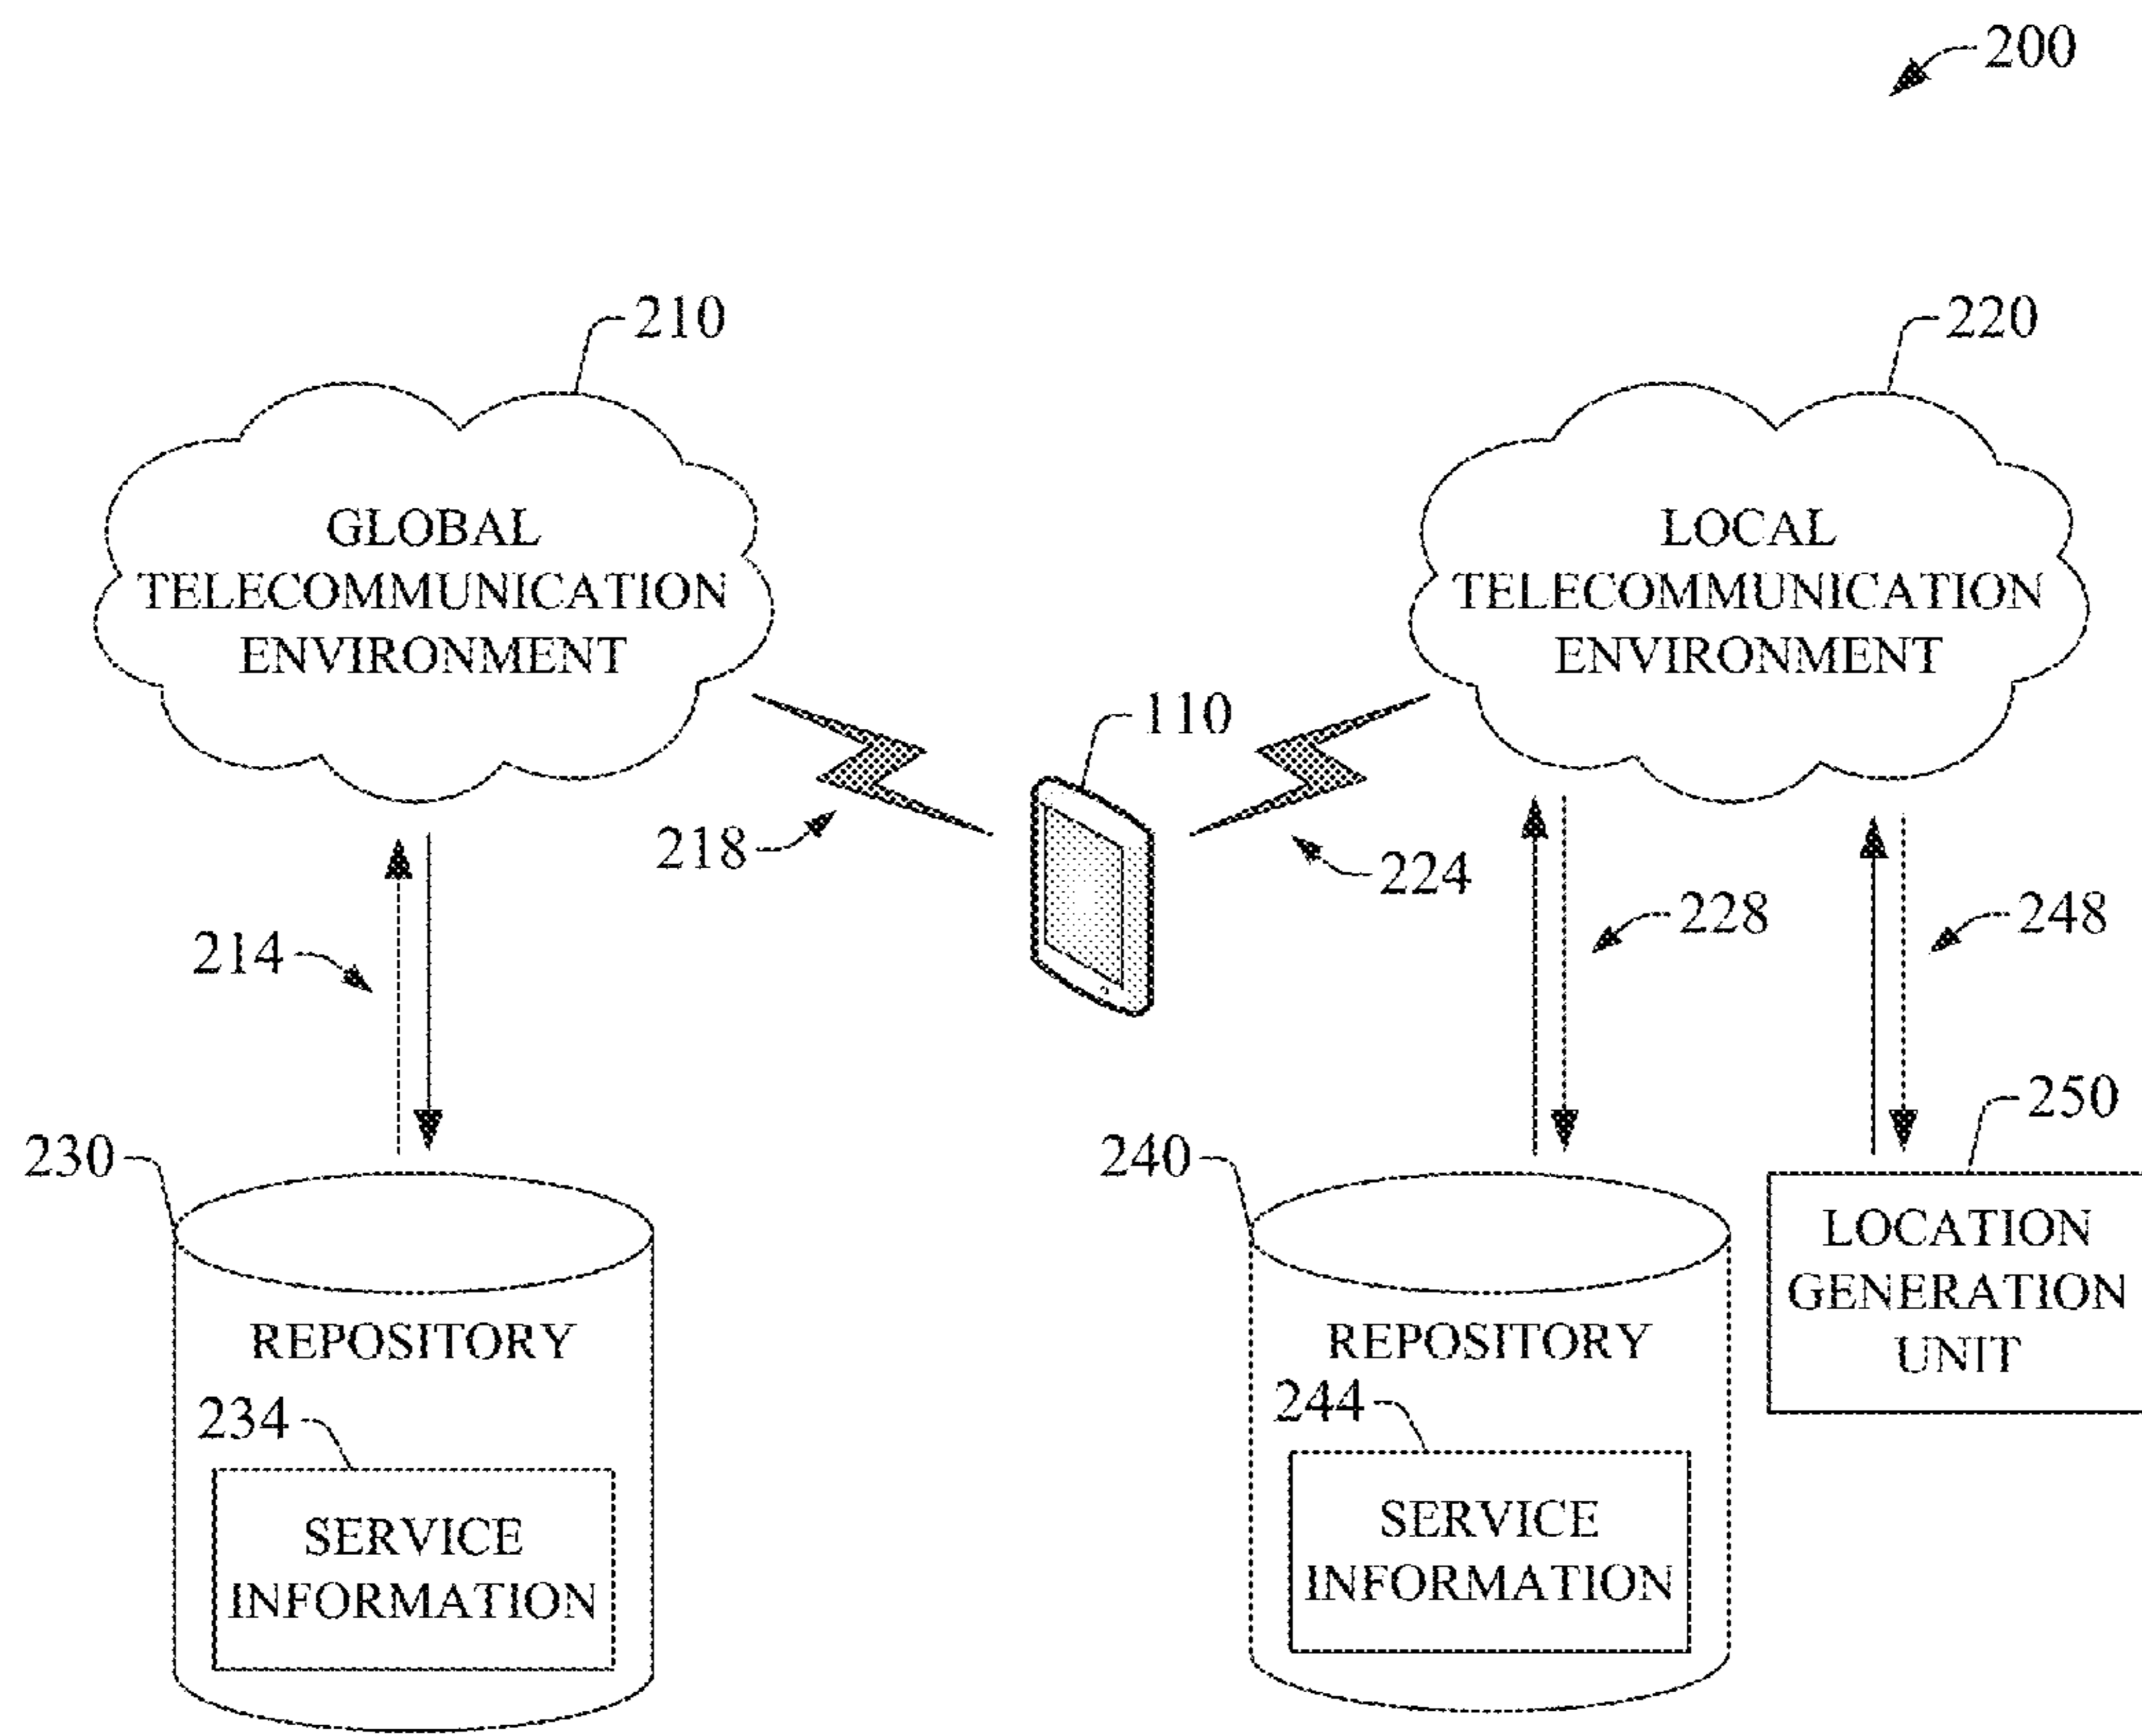 200
210
220
GLOBAL
TELECOMMUNICATION
ENVIRONMENT
LOCAL
TELECOMMUNICATION
ENVIRONMENT
110
218
224
214
228
248
230
240
250
REPOSITORY
234
SERVICE
INFORMATION
REPOSITORY
244
SERVICE
INFORMATION
LOCATION
GENERATION
UNIT